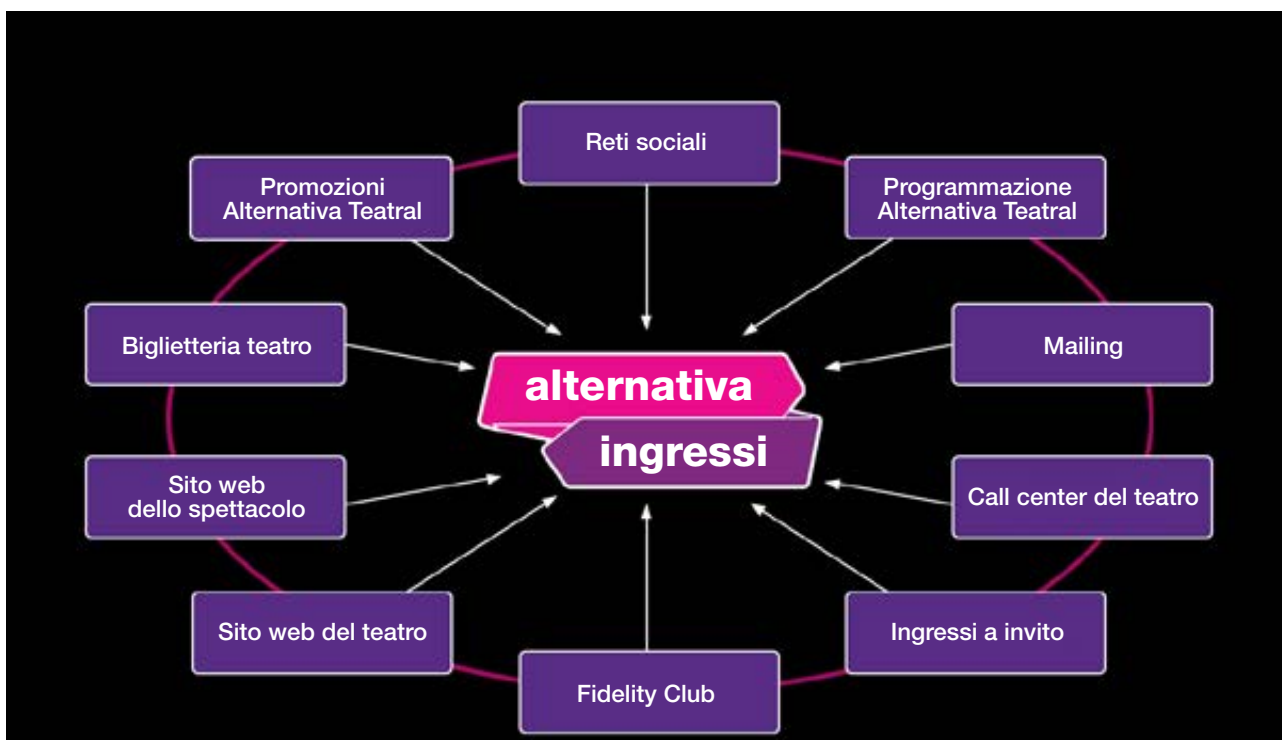 Reti sociali
Promozioni
Alternativa Teatral
Programmazione
Alternativa Teatral
Biglietteria teatro
Mailing
alternativa
ingressi
Sito web
dello spettacolo
Call center del teatro
Sito web del teatro
Ingressi a invito
Fidelity Club